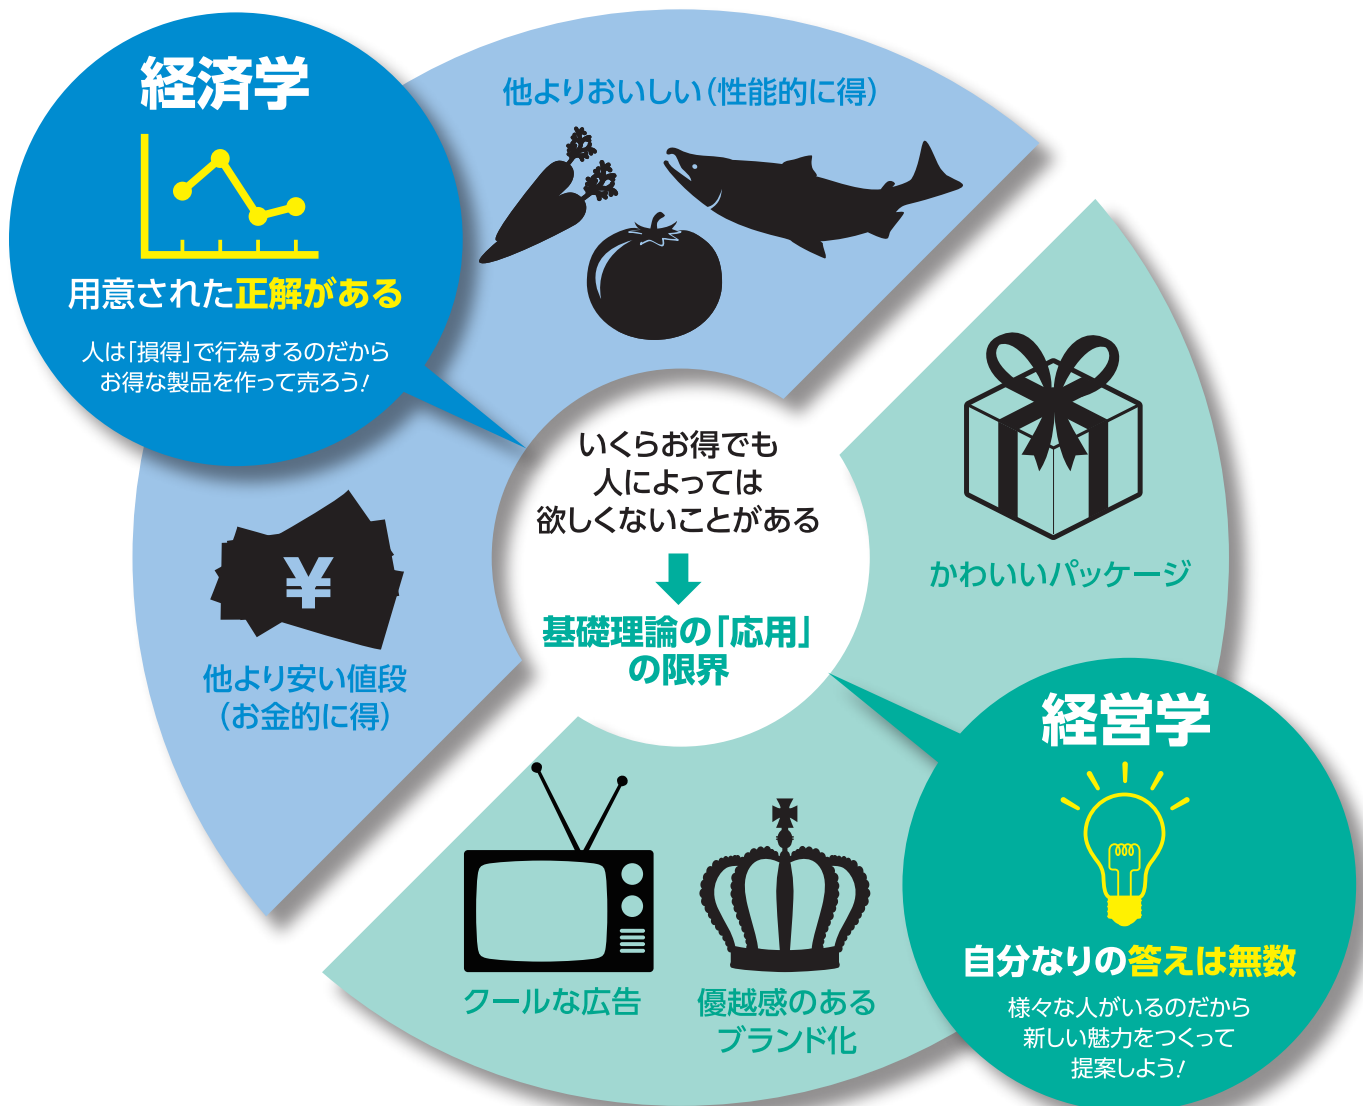 経済学
用意された正解がある
人は「損得」で行為するのだから
お得な製品を作って売ろう!
他よりおいしい(性能的に得)
¥
他より安い値段
(お金的に得)
いくらお得でも
人によっては
欲しくないことがある
基礎理論の「応用」
の限界
かわいいパッケージ
クールな広告
優越感のある
ブランド化
経営学
自分なりの答えは無数
様々な人がいるのだから
新しい魅力をつくって
提案しよう!